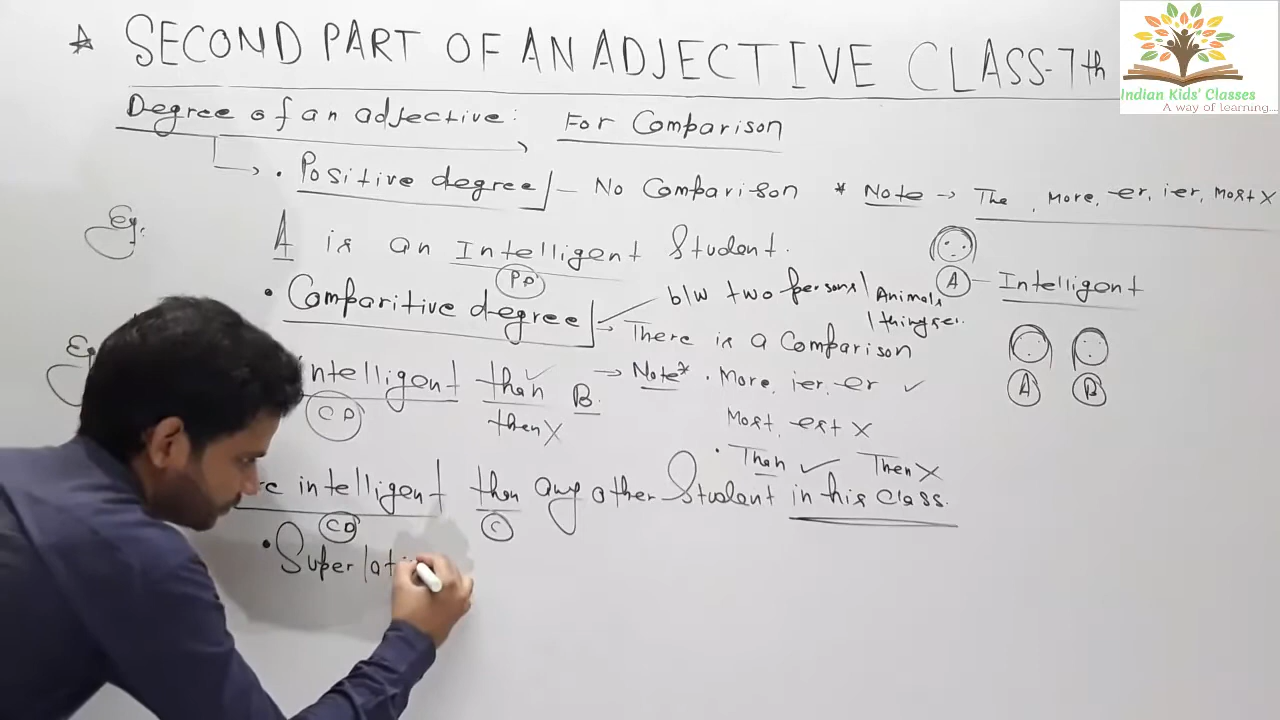 SECOND PART OF AN ADJECTIVE CLASS-7th
Indian Kids' Classes
A way of learning....
Degree of an adjective: For Comparison
• Positive degree – No Comparison * Note → The, More, er, ier, Most X
Eg:
A is an Intelligent Student.
PD
A – Intelligent
• Comparitive degree
b/w two persons/ Animals
/ things er.
→ There is a Comparison
A B
Eg
intelligent than B.
CD
then X
→ Note* • More, ier, er ✓
Most, est X
• Than ✓ Then X
intelligent than any other Student in his class.
CD C
• Superlati